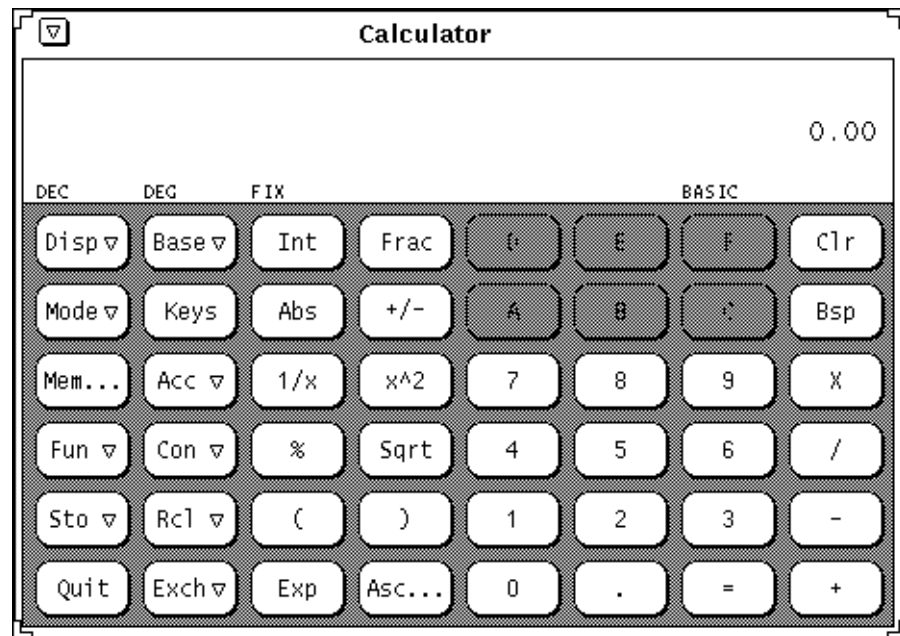 Calculator
0.00
DEC DEG FIX BASIC
Disp Base Int Frac D E F Clr
Mode Keys Abs +/- A B C Bsp
Mem... Acc 1/x x^2 7 8 9 X
Fun Con % Sqrt 4 5 6 /
Sto Rcl ( ) 1 2 3 -
Quit Exch Exp Asc... 0 . = +